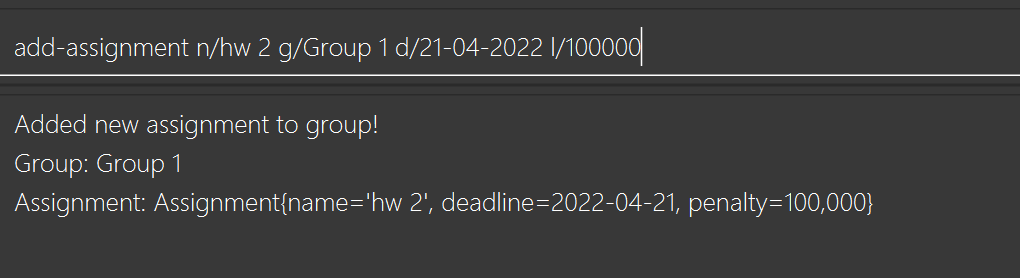 add-assignment n/hw 2 g/Group 1 d/21-04-2022 l/100000
Added new assignment to group!
Group: Group 1
Assignment: Assignment{name='hw 2', deadline=2022-04-21, penalty=100,000}